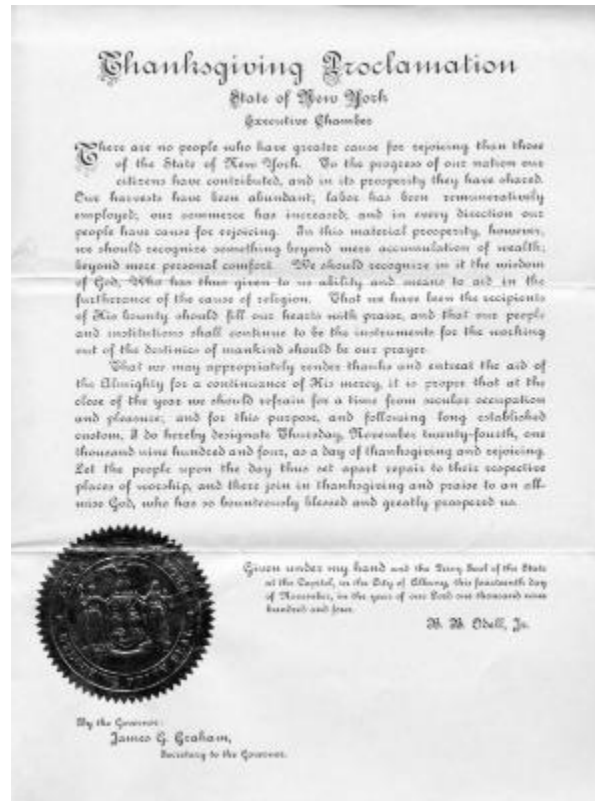 Thanksgiving Proclamation
State of New York
Executive Chamber
There are no people who have greater cause for rejoicing than those
of the State of New York. To the progress of our nation our
citizens have contributed, and in its prosperity they have shared.
Our harvests have been abundant; labor has been remuneratively
employed; our commerce has increased; and in every direction our
people have cause for rejoicing. In this material prosperity, however,
we should recognize something beyond mere accumulation of wealth;
beyond mere personal comfort. We should recognize in it the wisdom
of God, Who has thus given to us ability and means to aid in the
furtherance of the cause of religion. That we have been the recipients
of His bounty should fill our hearts with praise, and that our people
and institutions shall continue to be the instruments for the working
out of the destinies of mankind should be our prayer.
That we may appropriately render thanks and entreat the aid of
the Almighty for a continuance of His mercy, it is proper that at the
close of the year we should refrain for a time from secular occupation
and pleasure; and for this purpose, and following long established
custom, I do hereby designate Thursday, November twenty-fourth, one
thousand nine hundred and four, as a day of thanksgiving and rejoicing.
Let the people upon the day thus set apart repair to their respective
places of worship, and there join in thanksgiving and praise to an all-
wise God, who has so bounteously blessed and greatly prospered us.
Given under my hand and the Privy Seal of the State
at the Capitol, in the City of Albany, this fourteenth day
of November, in the year of our Lord one thousand nine
hundred and four.
B. B. Odell, Jr.
By the Governor:
James G. Graham,
Secretary to the Governor.